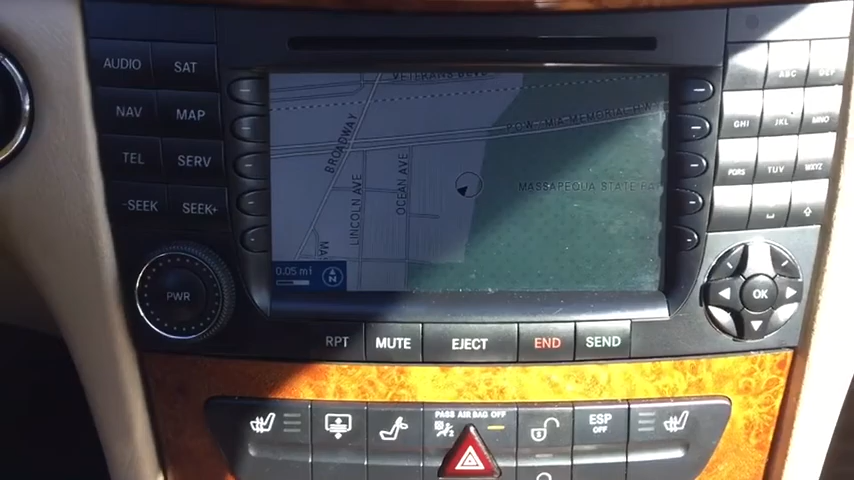 AUDIO
SAT
NAV
MAP
TEL
SERV
-SEEK
SEEK+
PWR
VETERANS BLVD
BROADWAY
LINCOLN AVE
OCEAN AVE
MEMORIAL
MASSAPEQUA STATE PA
0.05 mi
N
ABC
DEF
GHI
JKL
MNO
PQRS
TUV
WXYZ
OK
RPT
MUTE
EJECT
END
SEND
PASS AIR BAG OFF
ESP
OFF